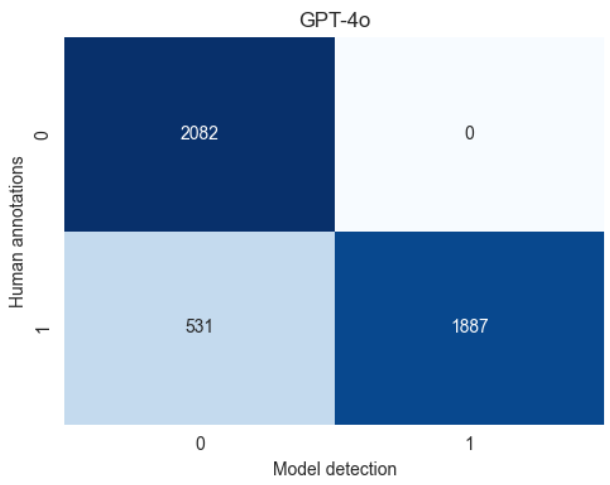 GPT-4o
Human annotations
0
2082
0
1
531
1887
0
1
Model detection